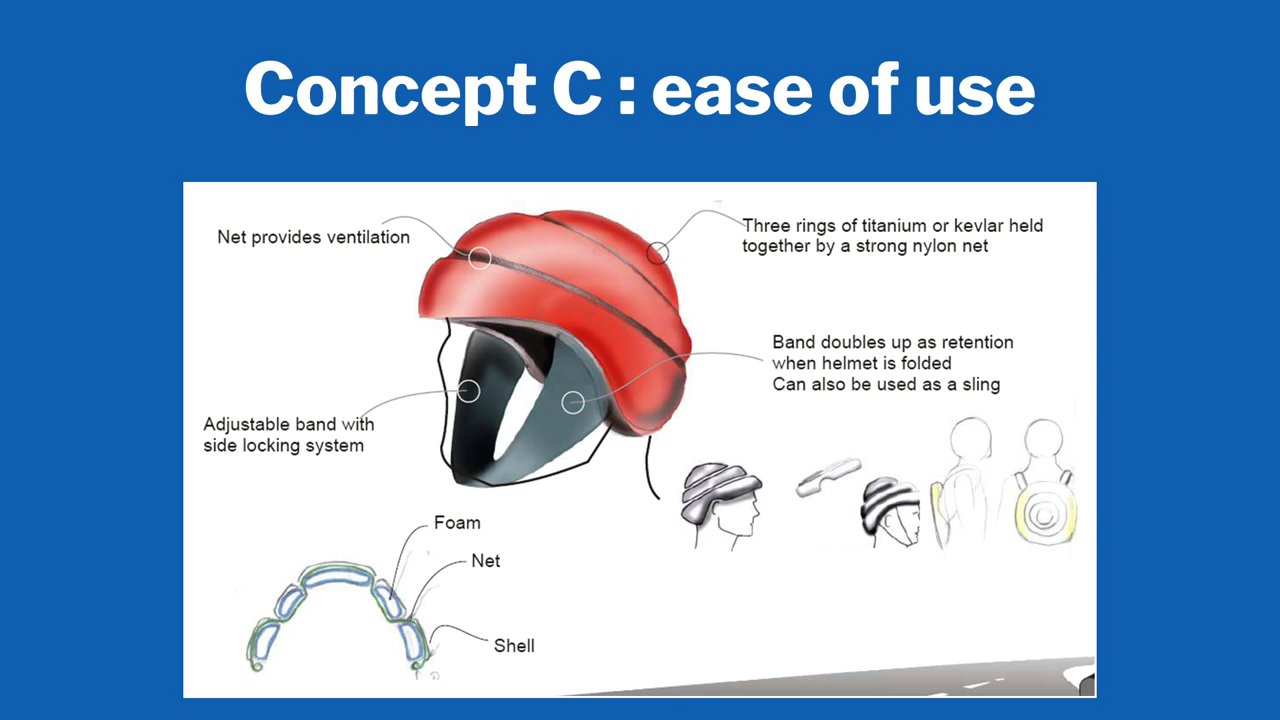 Concept C : ease of use
Net provides ventilation
Three rings of titanium or kevlar held
together by a strong nylon net
Band doubles up as retention
when helmet is folded
Can also be used as a sling
Adjustable band with
side locking system
Foam
Net
Shell